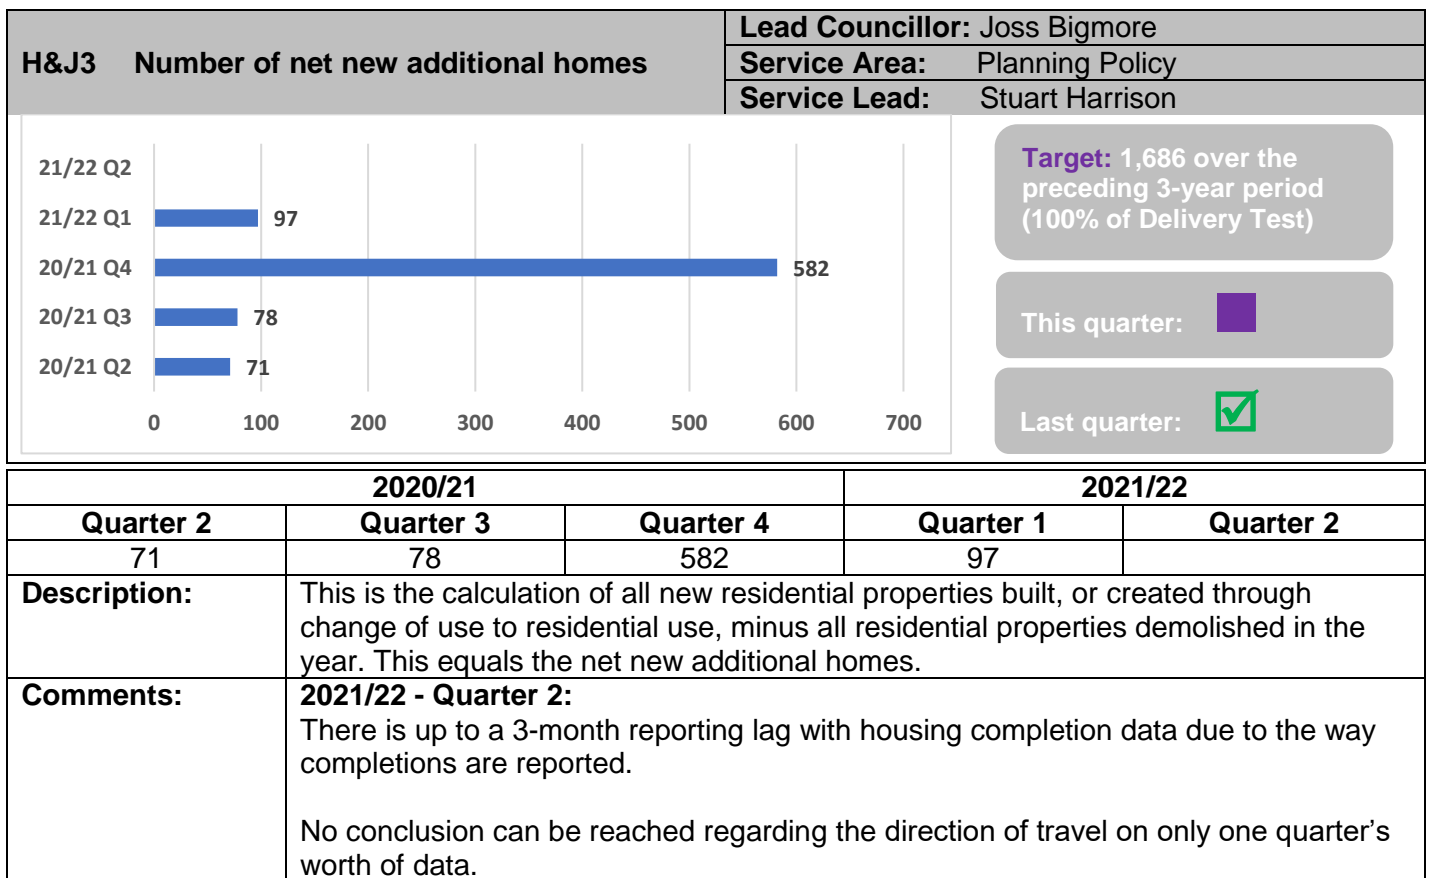 H&J3 Number of net new additional homes
Lead Councillor: Joss Bigmore
Service Area: Planning Policy
Service Lead: Stuart Harrison
21/22 Q2
21/22 Q1
97
20/21 Q4
582
20/21 Q3
78
20/21 Q2
71
0 100 200 300 400 500 600 700
Target: 1,686 over the
preceding 3-year period
(100% of Delivery Test)
This quarter:
Last quarter:
2020/21 2021/22
Quarter 2 Quarter 3 Quarter 4 Quarter 1 Quarter 2
71 78 582 97
Description:
This is the calculation of all new residential properties built, or created through
change of use to residential use, minus all residential properties demolished in the
year. This equals the net new additional homes.
Comments:
2021/22 - Quarter 2:
There is up to a 3-month reporting lag with housing completion data due to the way
completions are reported.
No conclusion can be reached regarding the direction of travel on only one quarter’s
worth of data.